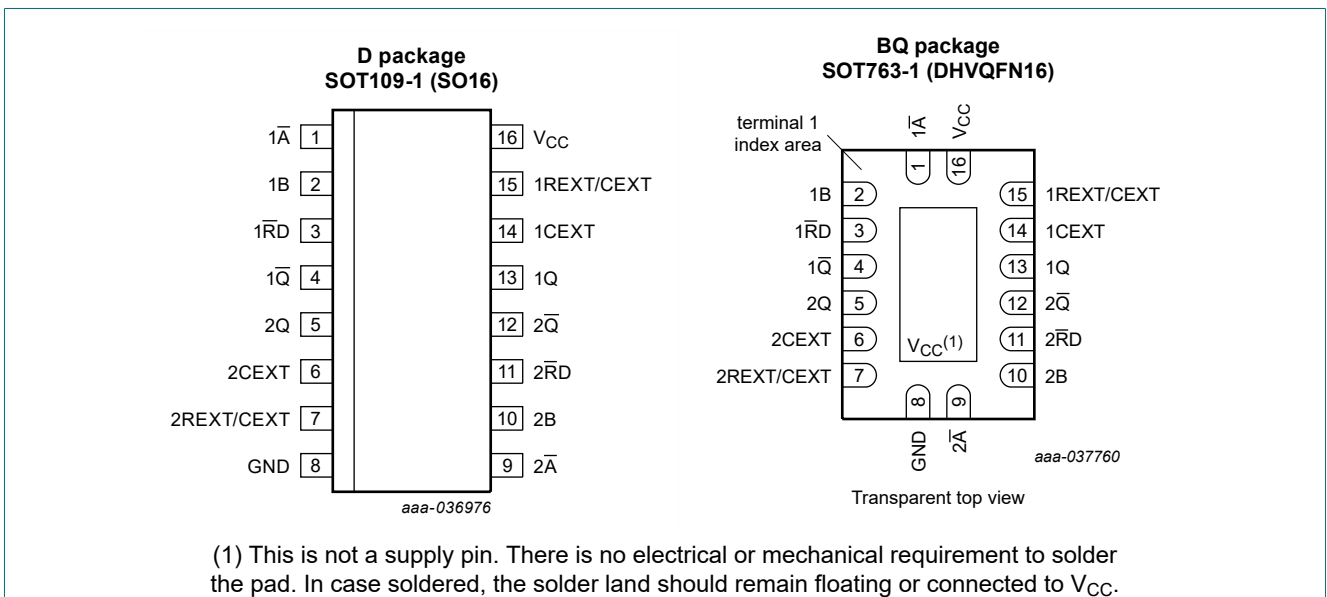 D package
SOT109-1 (SO16)
1A̅ 1
1B 2
1R̅D 3
1Q̅ 4
2Q 5
2CEXT 6
2REXT/CEXT 7
GND 8
16 VCC
15 1REXT/CEXT
14 1CEXT
13 1Q
12 2Q̅
11 2R̅D
10 2B
9 2A̅
aaa-036976
BQ package
SOT763-1 (DHVQFN16)
terminal 1
index area
1A̅
VCC
1
16
1B 2
1R̅D 3
1Q̅ 4
2Q 5
2CEXT 6
2REXT/CEXT 7
VCC(1)
15 1REXT/CEXT
14 1CEXT
13 1Q
12 2Q̅
11 2R̅D
10 2B
8
9
GND
2A̅
aaa-037760
Transparent top view
(1) This is not a supply pin. There is no electrical or mechanical requirement to solder
the pad. In case soldered, the solder land should remain floating or connected to VCC.